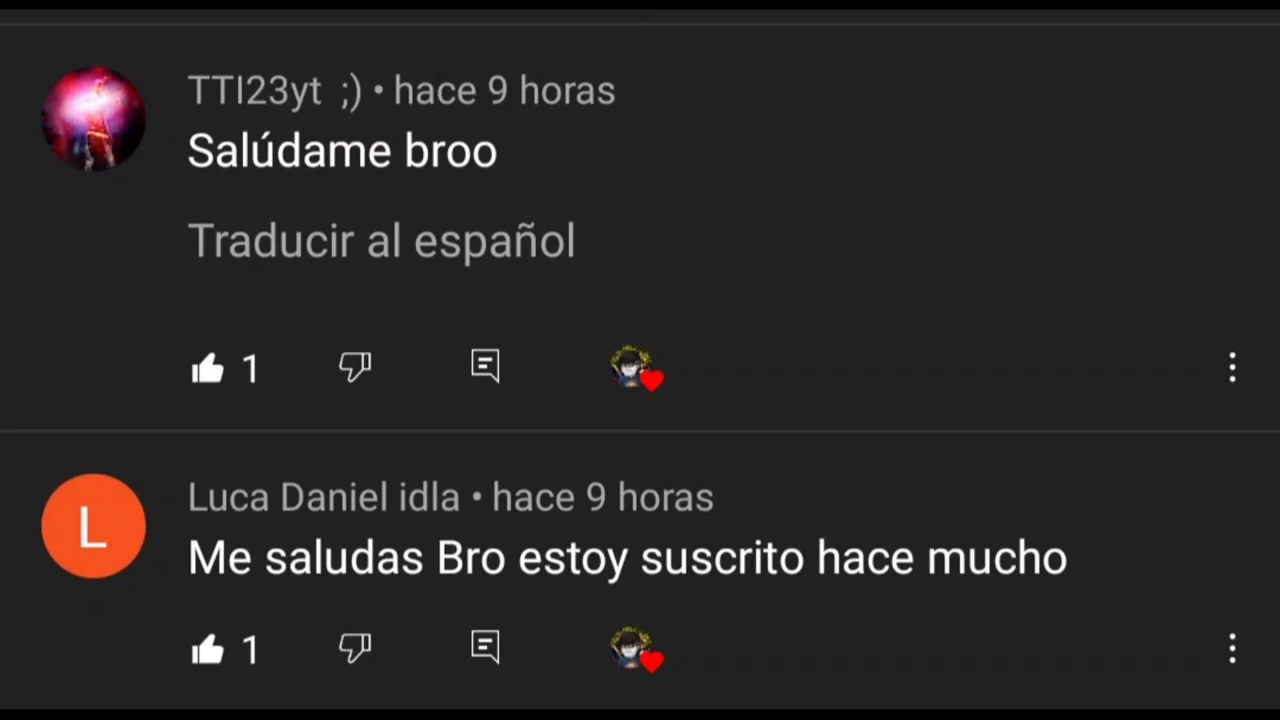 TTI23yt ;) • hace 9 horas
Salúdame broo
Traducir al español
1
L
Luca Daniel idla • hace 9 horas
Me saludas Bro estoy suscrito hace mucho
1